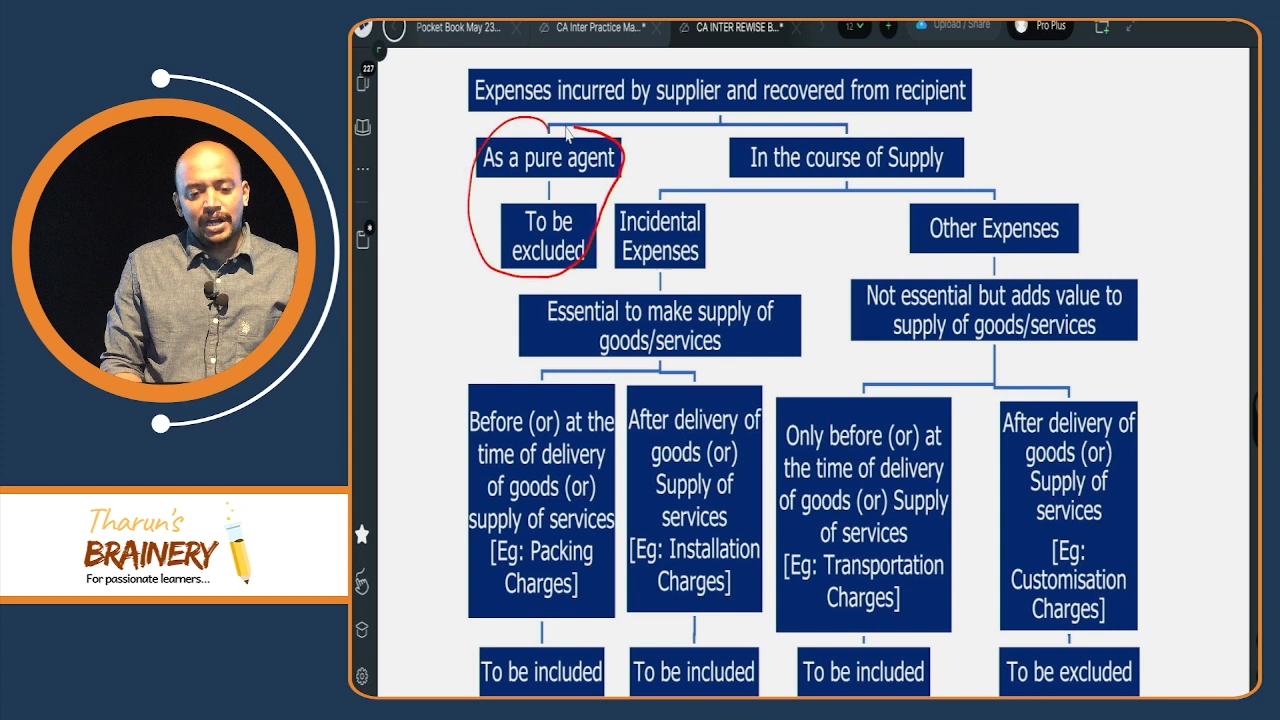 Pocket Book May 23...
CA Inter Practice Ma...*
CA INTER REWISE B...*
12
Upload / Share
Pro Plus
227
Expenses incurred by supplier and recovered from recipient
As a pure agent
In the course of Supply
To be
excluded
Incidental
Expenses
Other Expenses
Essential to make supply of
goods/services
Not essential but adds value to
supply of goods/services
Before (or) at the
time of delivery
of goods (or)
supply of services
[Eg: Packing
Charges]
After delivery of
goods (or)
Supply of
services
[Eg: Installation
Charges]
Only before (or) at
the time of delivery
of goods (or) Supply
of services
[Eg: Transportation
Charges]
After delivery of
goods (or)
Supply of
services
[Eg:
Customisation
Charges]
To be included
To be included
To be included
To be excluded
Tharun's
BRAINERY
For passionate learners...